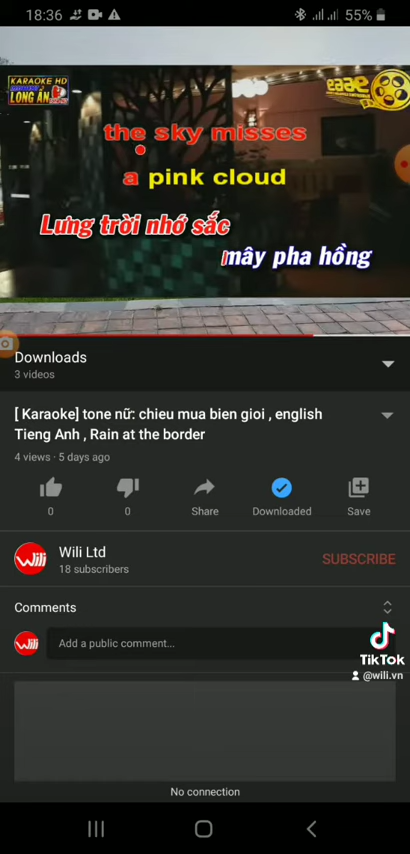 18:36
55%
KARAOKE HD
LONG ẨN
the sky misses
a pink cloud
Lưng trời nhớ sắc
mây pha hồng
Downloads
3 videos
[ Karaoke] tone nữ: chieu mua bien gioi , english
Tieng Anh , Rain at the border
4 views · 5 days ago
0
0
Share
Downloaded
Save
Wili
Wili Ltd
18 subscribers
SUBSCRIBE
Comments
Wili
Add a public comment...
TikTok
@wili.vn
No connection